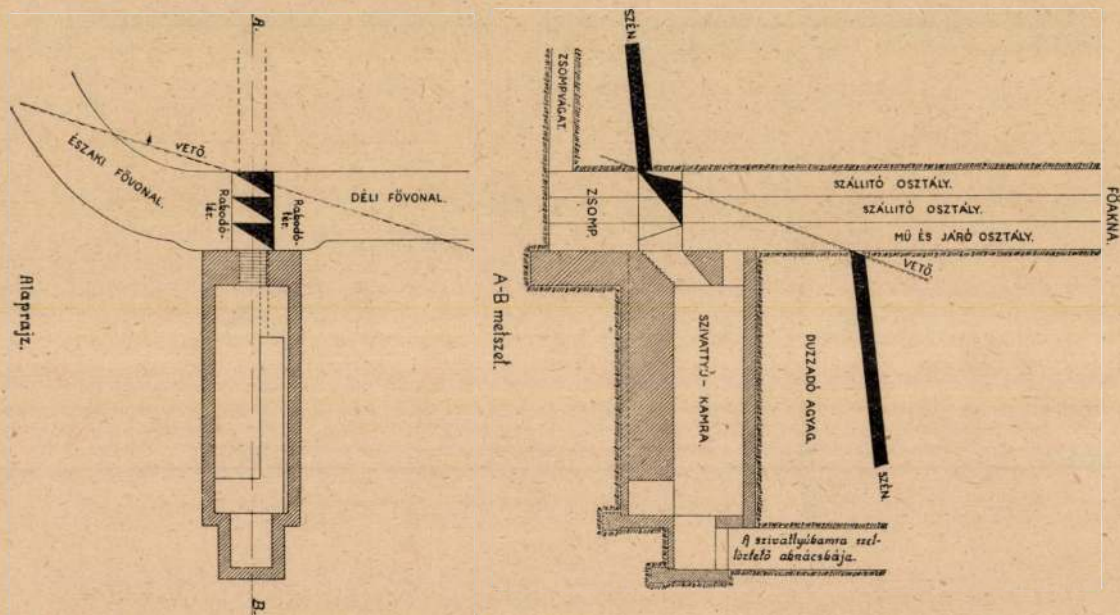 A.
VETŐ.
ÉSZAKI FŐVONAL.
Rakodó-
tér.
Rakodó-
tér.
DÉLI FŐVONAL.
Alaprajz.
B.
SZÉN
ZSOMPVÁGAT.
ZSOMP
SZÁLLITÓ OSZTÁLY.
SZÁLLITÓ OSZTÁLY.
MŰ ÉS JÁRÓ OSZTÁLY.
FŐAKNA.
VETŐ.
A-B metszet.
SZIVATTYÚ-KAMRA.
DUZZADÓ AGYAG.
SZÉN.
A szivattyúkamra szel-
lőztető aknácskája.